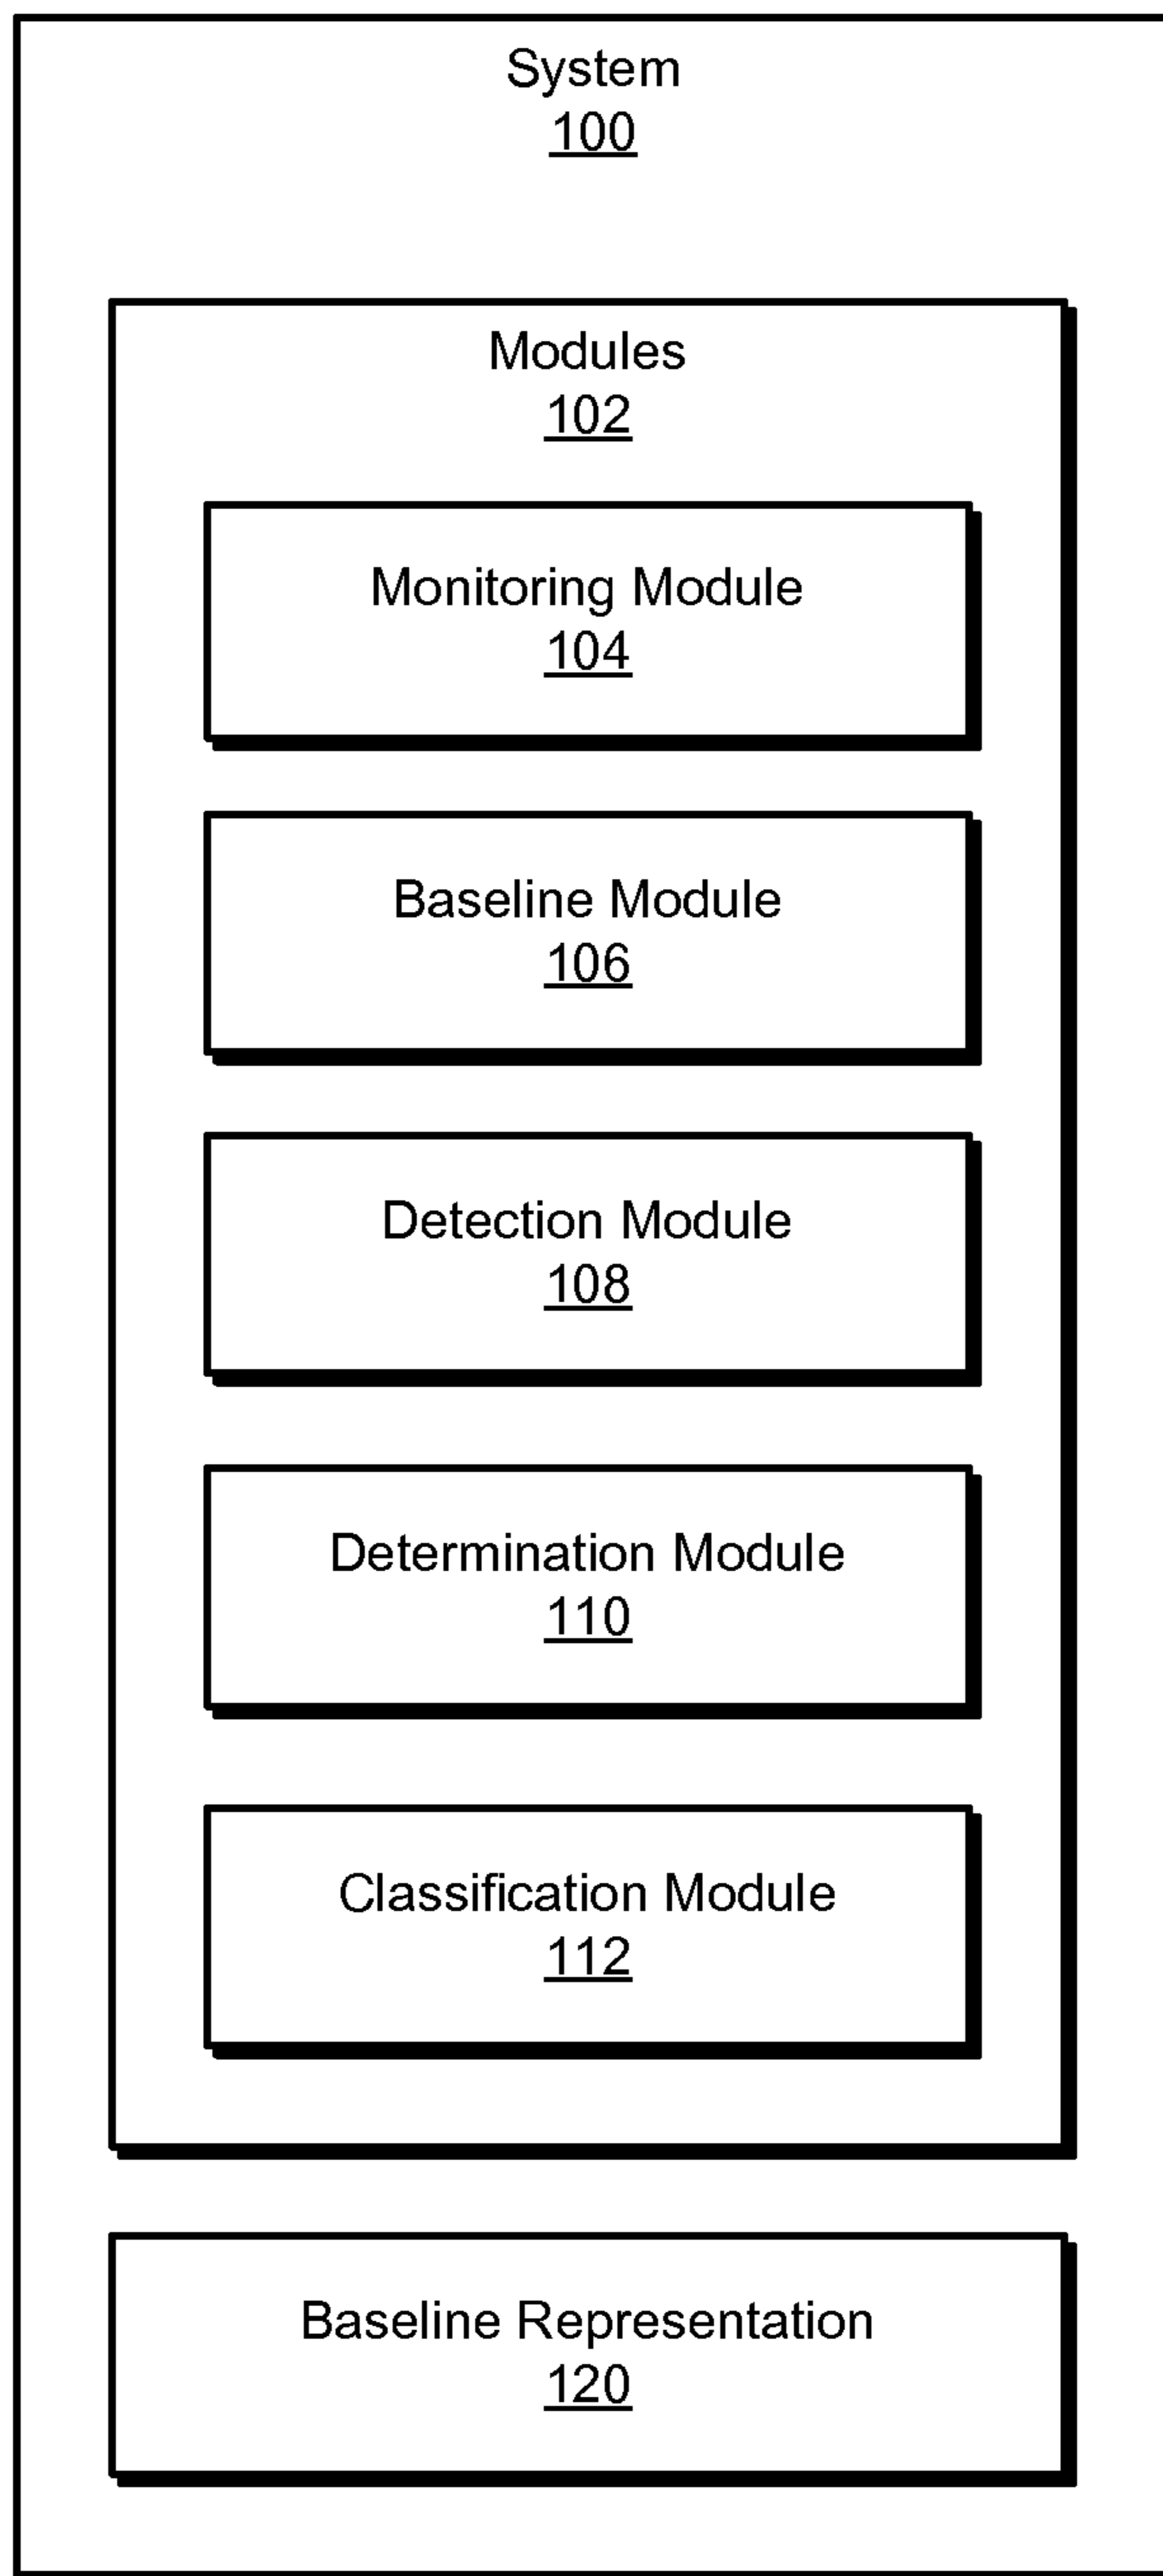 System
100
Modules
102
Monitoring Module
104
Baseline Module
106
Detection Module
108
Determination Module
110
Classification Module
112
Baseline Representation
120